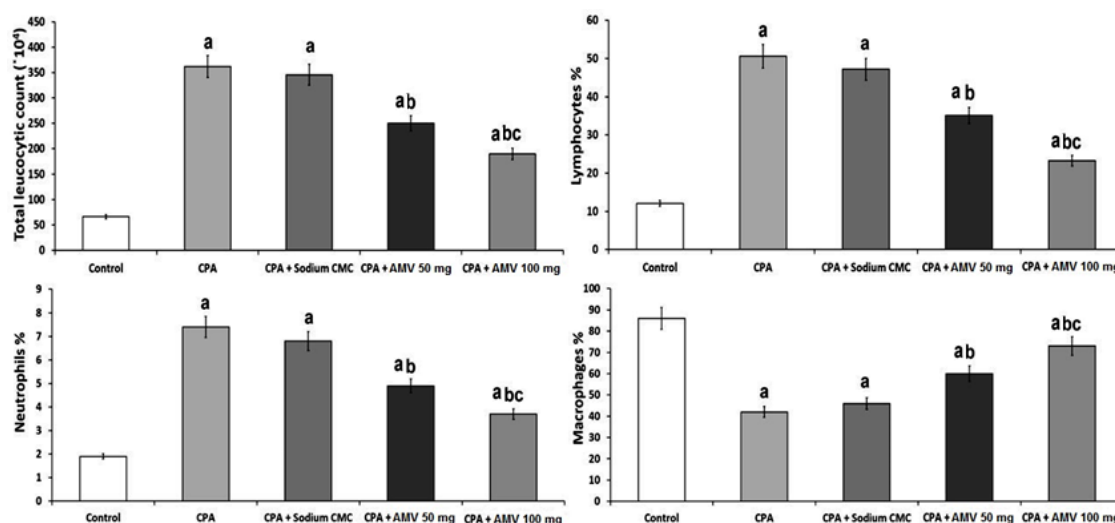 Total leucocytic count (*10⁴)
450
400
350
300
250
200
150
100
50
0
a
a
ab
abc
Control
CPA
CPA + Sodium CMC
CPA + AMV 50 mg
CPA + AMV 100 mg
Lymphocytes %
60
50
40
30
20
10
0
a
a
ab
abc
Control
CPA
CPA + Sodium CMC
CPA + AMV 50 mg
CPA + AMV 100 mg
Neutrophils %
9
8
7
6
5
4
3
2
1
0
a
a
ab
abc
Control
CPA
CPA + Sodium CMC
CPA + AMV 50 mg
CPA + AMV 100 mg
Macrophages %
100
90
80
70
60
50
40
30
20
10
0
a
a
ab
abc
Control
CPA
CPA + Sodium CMC
CPA + AMV 50 mg
CPA + AMV 100 mg